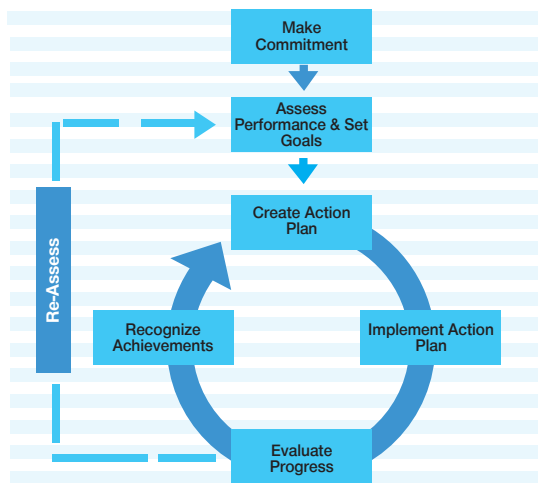 Make
Commitment
Assess
Performance & Set
Goals
Create Action
Plan
Re-Assess
Recognize
Achievements
Implement Action
Plan
Evaluate
Progress